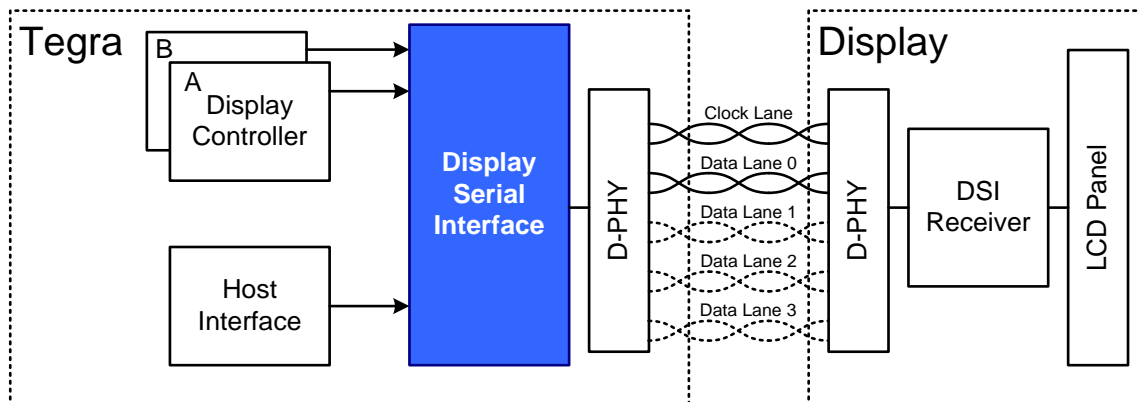 Tegra
B
A
Display
Controller
Host
Interface
Display
Serial
Interface
D-PHY
Clock Lane
Data Lane 0
Data Lane 1
Data Lane 2
Data Lane 3
Display
D-PHY
DSI
Receiver
LCD Panel